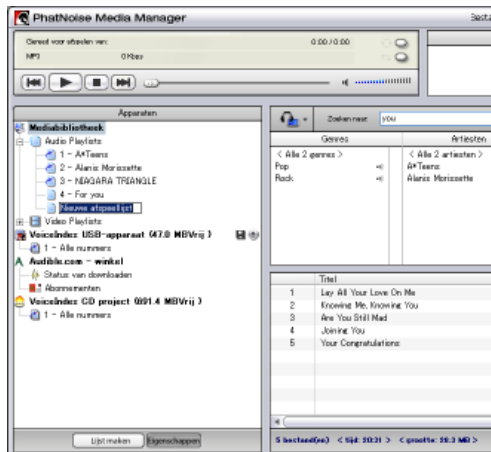 PhatNoise Media Manager
Besta
Gereed voor afspelen van:
0:00 / 0:00
MP3 0 Kbps
Apparaten
Mediabibliotheek
Audio Playlists
1 - A*Teens
2 - Alanis Morissette
3 - NIAGARA TRIANGLE
4 - For you
Nieuwe afspeellijst
Video Playlists
VoiceIndex USB-apparaat (47.0 MBVrij )
1 - Alle nummers
Audible.com - winkel
Status van downloaden
Abonnementen
VoiceIndex CD project (691.4 MBVrij )
1 - Alle nummers
Lijst maken
Eigenschappen
Zoeken naar:
you
Genres
Artiesten
< Alle 2 genres >
< Alle 2 artiesten >
Pop
A*Teens
Rock
Alanis Morissette
Titel
1 Lay All Your Love On Me
2 Knowing Me, Knowing You
3 Are You Still Mad
4 Joining You
5 Your Congratulations
5 bestand(en) < tijd: 20:21 > < grootte: 28.3 MB >